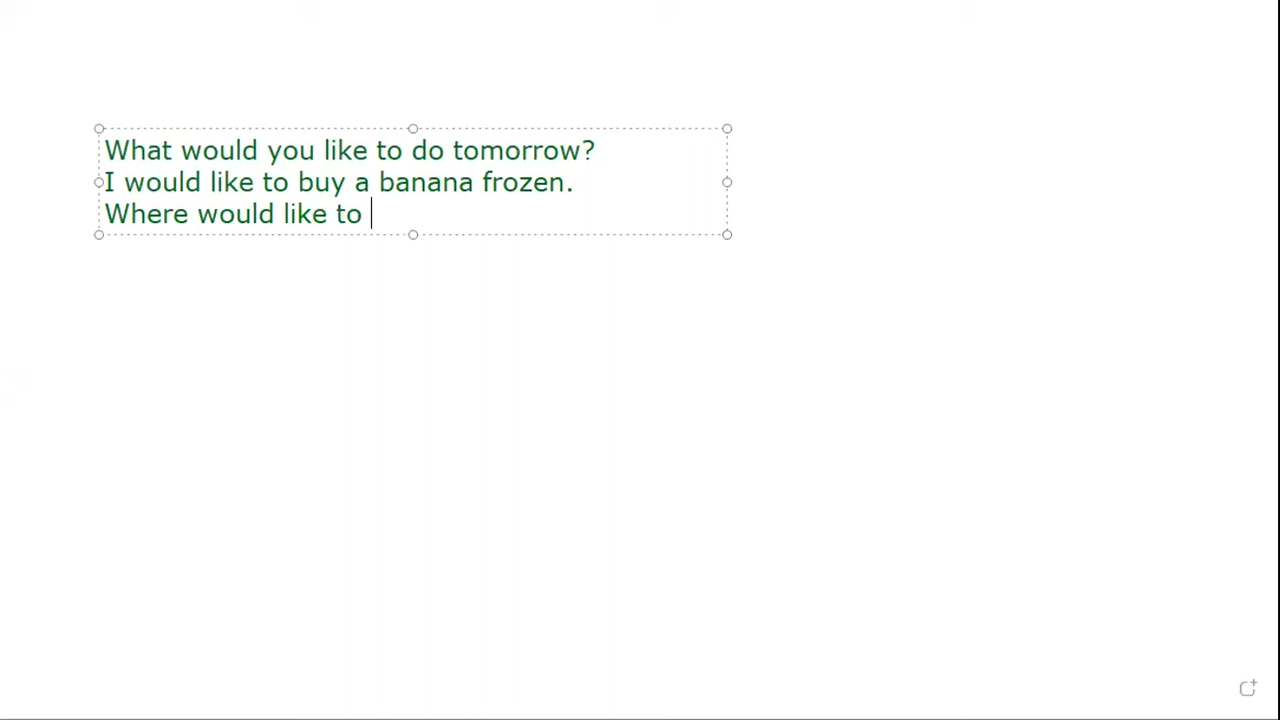 What would you like to do tomorrow?
I would like to buy a banana frozen.
Where would like to